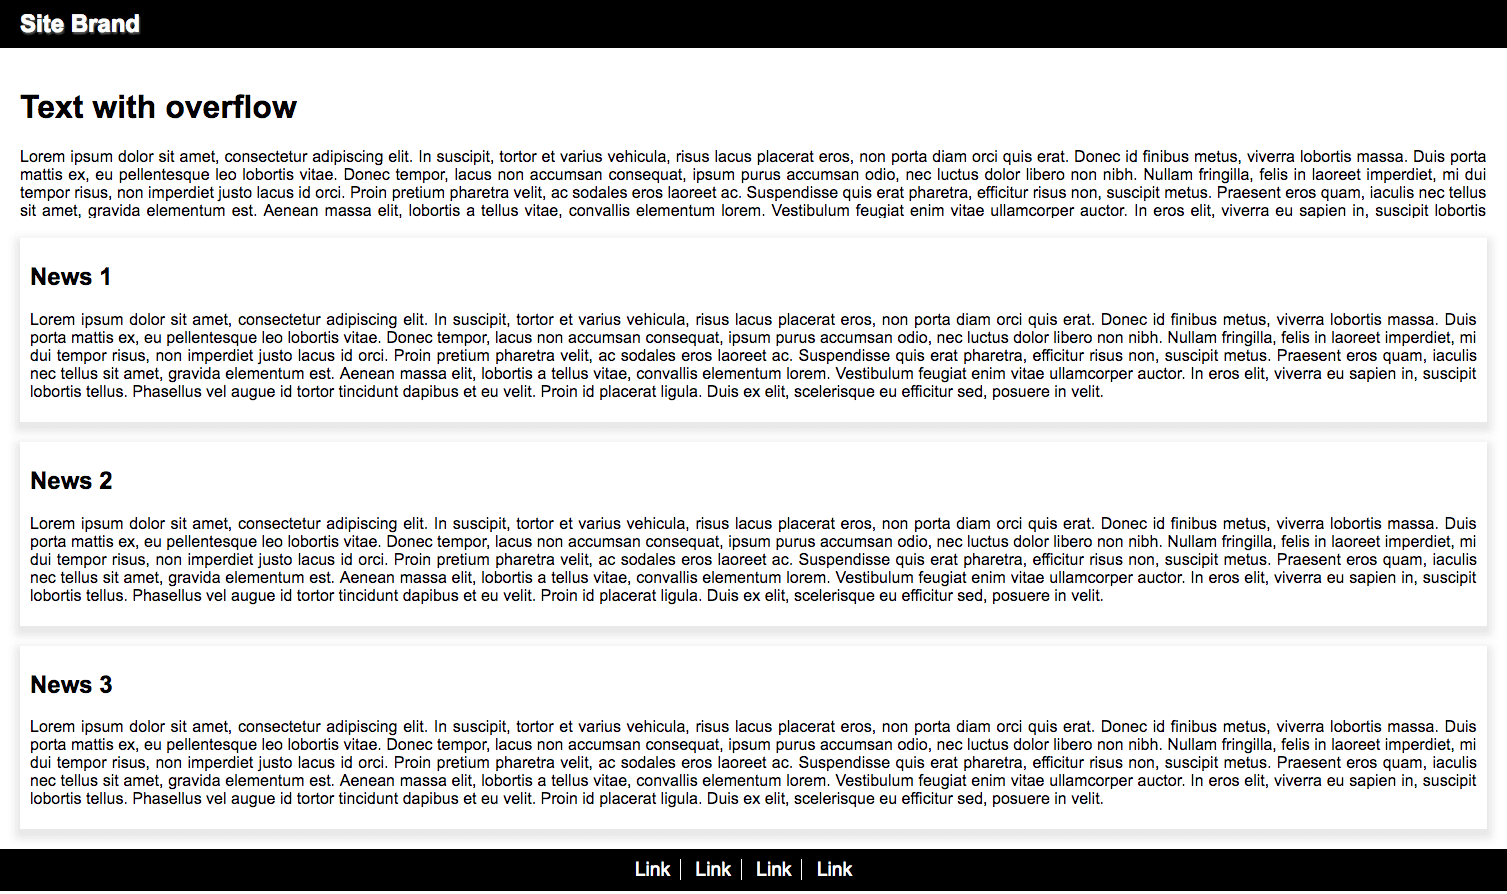 Site Brand
Text with overflow
Lorem ipsum dolor sit amet, consectetur adipiscing elit. In suscipit, tortor et varius vehicula, risus lacus placerat eros, non porta diam orci quis erat. Donec id finibus metus, viverra lobortis massa. Duis porta
mattis ex, eu pellentesque leo lobortis vitae. Donec tempor, lacus non accumsan consequat, ipsum purus accumsan odio, nec luctus dolor libero non nibh. Nullam fringilla, felis in laoreet imperdiet, mi dui
tempor risus, non imperdiet justo lacus id orci. Proin pretium pharetra velit, ac sodales eros laoreet ac. Suspendisse quis erat pharetra, efficitur risus non, suscipit metus. Praesent eros quam, iaculis nec tellus
sit amet, gravida elementum est. Aenean massa elit, lobortis a tellus vitae, convallis elementum lorem. Vestibulum feugiat enim vitae ullamcorper auctor. In eros elit, viverra eu sapien in, suscipit lobortis
News 1
Lorem ipsum dolor sit amet, consectetur adipiscing elit. In suscipit, tortor et varius vehicula, risus lacus placerat eros, non porta diam orci quis erat. Donec id finibus metus, viverra lobortis massa. Duis
porta mattis ex, eu pellentesque leo lobortis vitae. Donec tempor, lacus non accumsan consequat, ipsum purus accumsan odio, nec luctus dolor libero non nibh. Nullam fringilla, felis in laoreet imperdiet, mi
dui tempor risus, non imperdiet justo lacus id orci. Proin pretium pharetra velit, ac sodales eros laoreet ac. Suspendisse quis erat pharetra, efficitur risus non, suscipit metus. Praesent eros quam, iaculis
nec tellus sit amet, gravida elementum est. Aenean massa elit, lobortis a tellus vitae, convallis elementum lorem. Vestibulum feugiat enim vitae ullamcorper auctor. In eros elit, viverra eu sapien in, suscipit
lobortis tellus. Phasellus vel augue id tortor tincidunt dapibus et eu velit. Proin id placerat ligula. Duis ex elit, scelerisque eu efficitur sed, posuere in velit.
News 2
Lorem ipsum dolor sit amet, consectetur adipiscing elit. In suscipit, tortor et varius vehicula, risus lacus placerat eros, non porta diam orci quis erat. Donec id finibus metus, viverra lobortis massa. Duis
porta mattis ex, eu pellentesque leo lobortis vitae. Donec tempor, lacus non accumsan consequat, ipsum purus accumsan odio, nec luctus dolor libero non nibh. Nullam fringilla, felis in laoreet imperdiet, mi
dui tempor risus, non imperdiet justo lacus id orci. Proin pretium pharetra velit, ac sodales eros laoreet ac. Suspendisse quis erat pharetra, efficitur risus non, suscipit metus. Praesent eros quam, iaculis
nec tellus sit amet, gravida elementum est. Aenean massa elit, lobortis a tellus vitae, convallis elementum lorem. Vestibulum feugiat enim vitae ullamcorper auctor. In eros elit, viverra eu sapien in, suscipit
lobortis tellus. Phasellus vel augue id tortor tincidunt dapibus et eu velit. Proin id placerat ligula. Duis ex elit, scelerisque eu efficitur sed, posuere in velit.
News 3
Lorem ipsum dolor sit amet, consectetur adipiscing elit. In suscipit, tortor et varius vehicula, risus lacus placerat eros, non porta diam orci quis erat. Donec id finibus metus, viverra lobortis massa. Duis
porta mattis ex, eu pellentesque leo lobortis vitae. Donec tempor, lacus non accumsan consequat, ipsum purus accumsan odio, nec luctus dolor libero non nibh. Nullam fringilla, felis in laoreet imperdiet, mi
dui tempor risus, non imperdiet justo lacus id orci. Proin pretium pharetra velit, ac sodales eros laoreet ac. Suspendisse quis erat pharetra, efficitur risus non, suscipit metus. Praesent eros quam, iaculis
nec tellus sit amet, gravida elementum est. Aenean massa elit, lobortis a tellus vitae, convallis elementum lorem. Vestibulum feugiat enim vitae ullamcorper auctor. In eros elit, viverra eu sapien in, suscipit
lobortis tellus. Phasellus vel augue id tortor tincidunt dapibus et eu velit. Proin id placerat ligula. Duis ex elit, scelerisque eu efficitur sed, posuere in velit.
Link Link Link Link